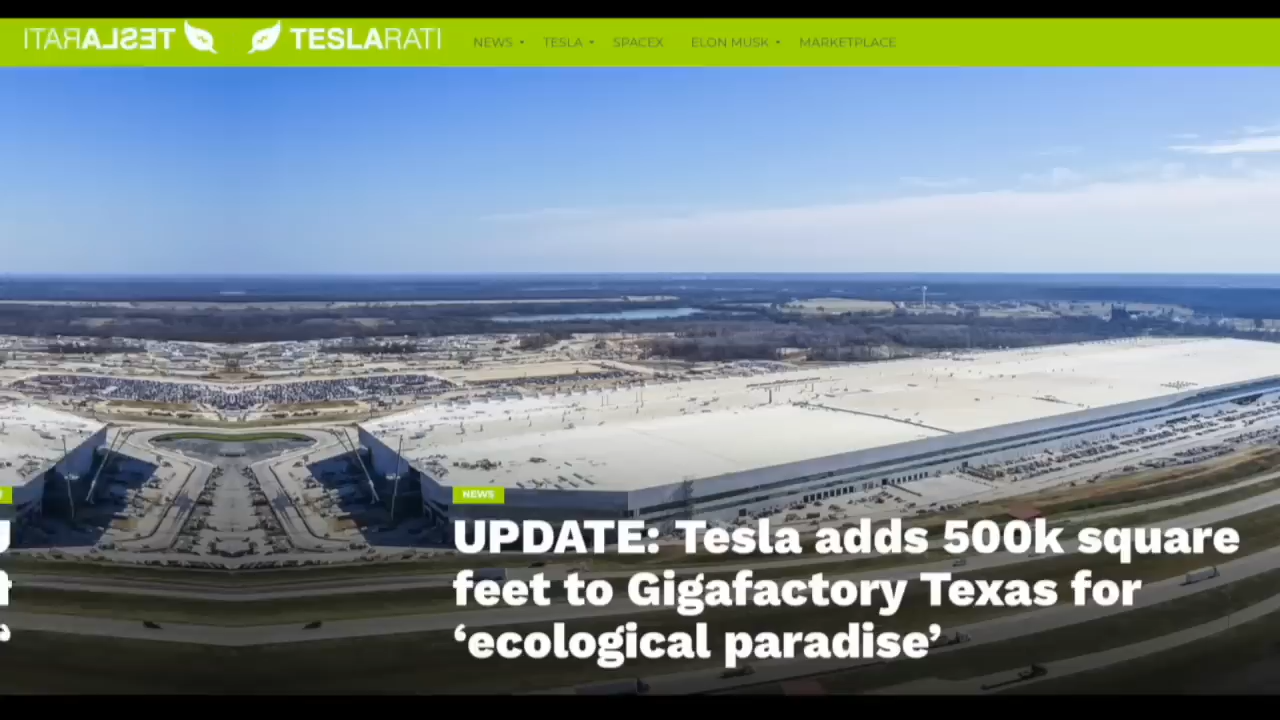 TESLARATI
TESLARATI NEWS TESLA SPACEX ELON MUSK MARKETPLACE
NEWS
UPDATE: Tesla adds 500k square
feet to Gigafactory Texas for
‘ecological paradise’